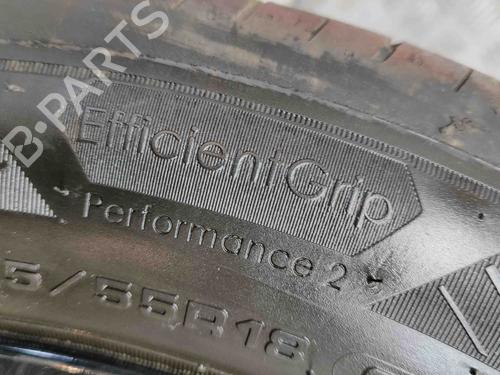 B-PARTS
EfficientGrip
Performance 2
5/55R18